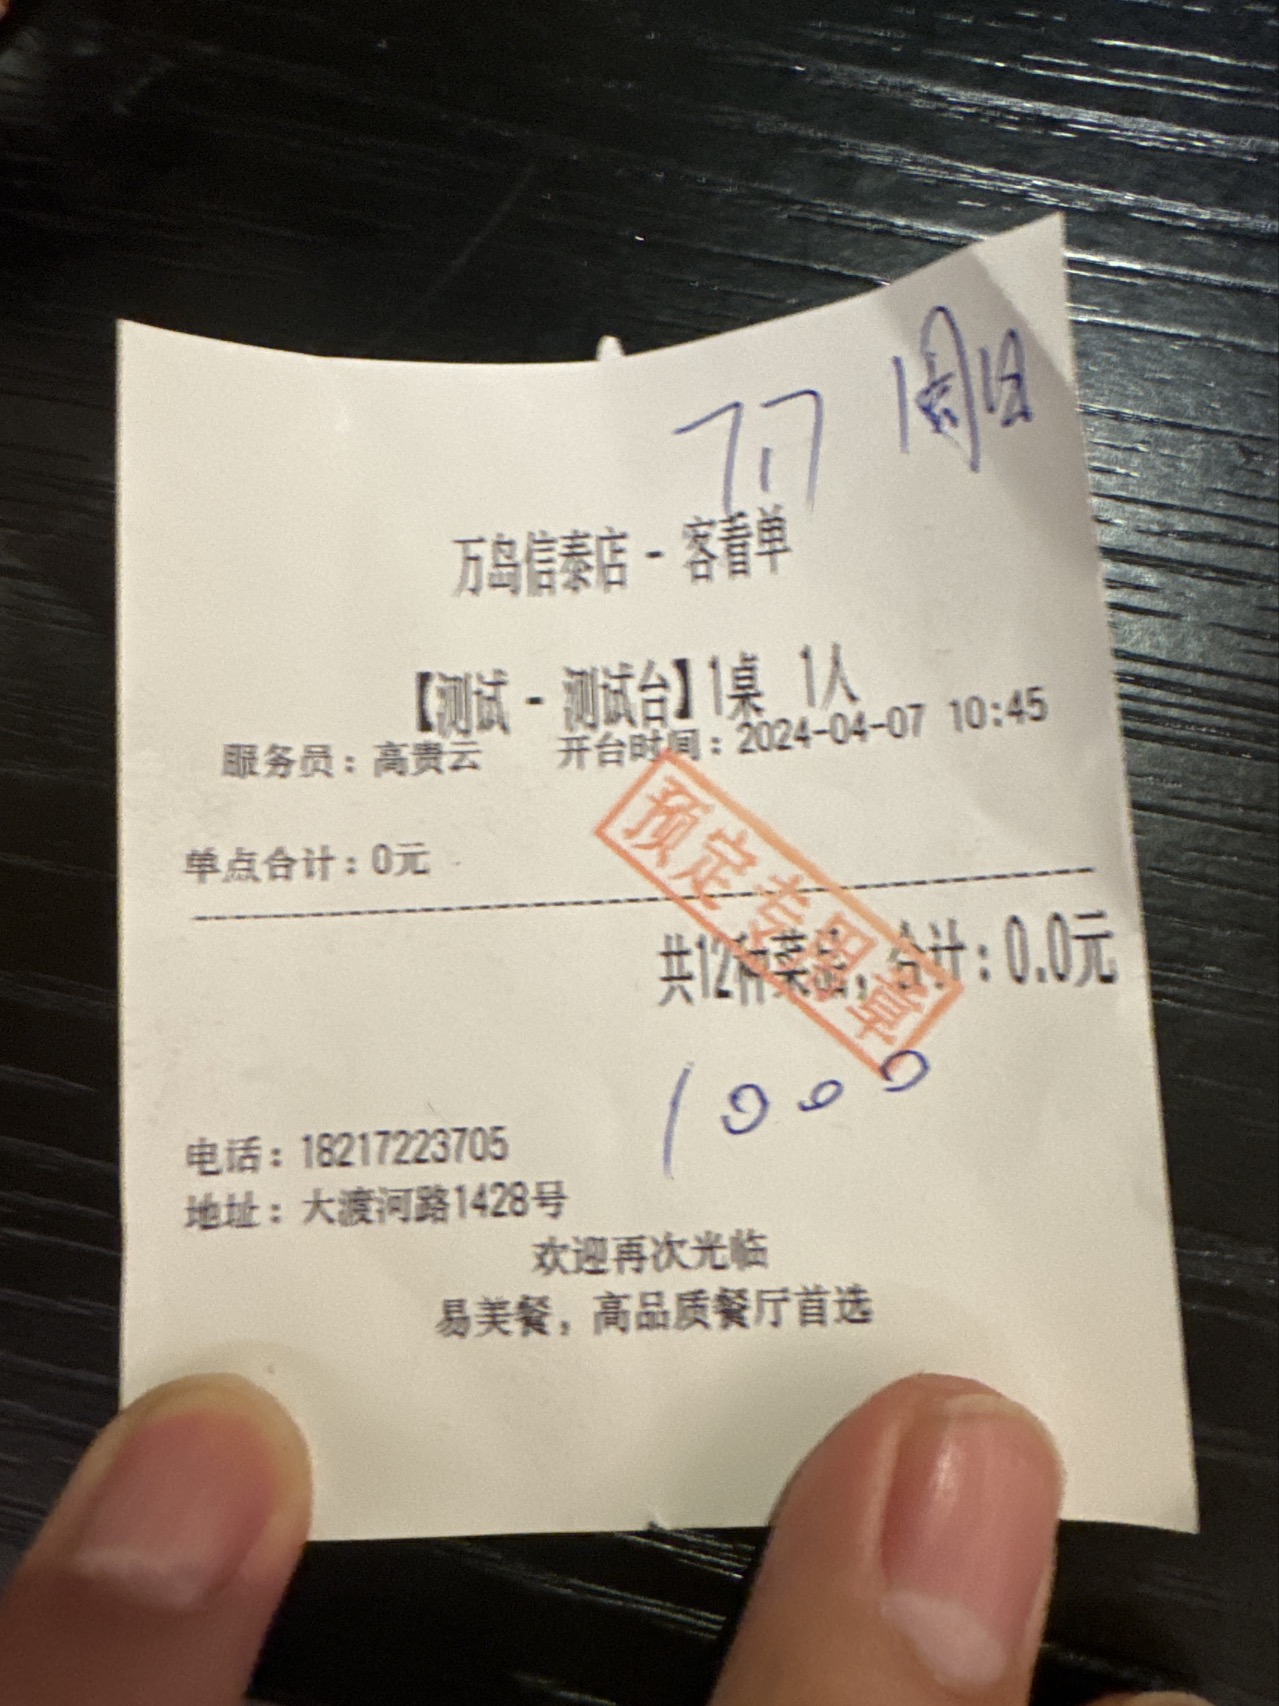 7.7 周日
万岛信泰店 - 客看单
【测试 - 测试台】1桌 1人
服务员：高贵云 开台时间：2024-04-07 10:45
单点合计：0元
预定专用章
共12种菜品，合计：0.0元
1000
电话：18217223705
地址：大渡河路1428号
欢迎再次光临
易美餐，高品质餐厅首选